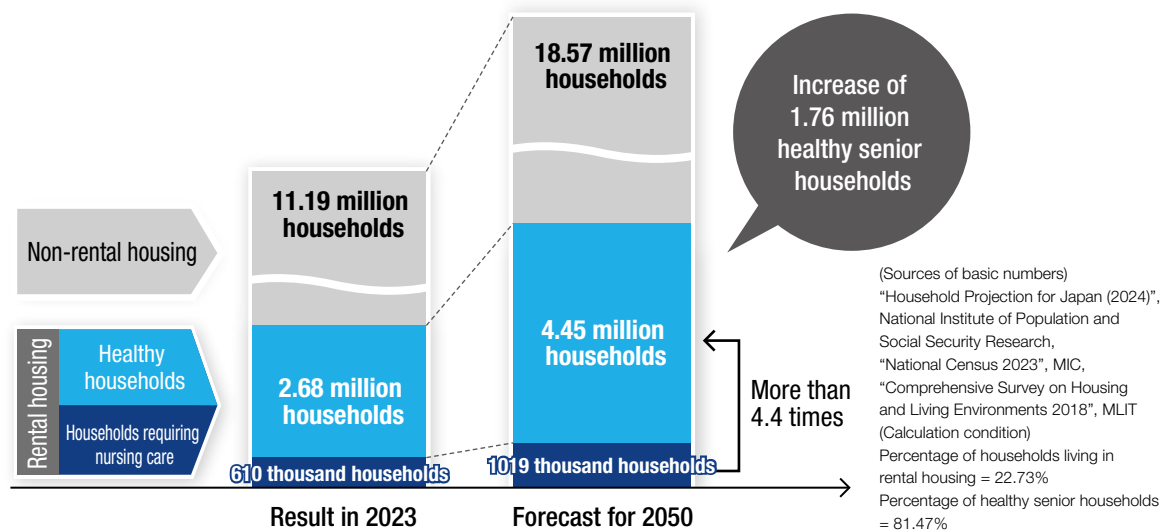 Non-rental housing
Rental housing
Healthy
households
Households requiring
nursing care
11.19 million
households
2.68 million
households
610 thousand households
Result in 2023
18.57 million
households
4.45 million
households
1019 thousand households
Forecast for 2050
More than
4.4 times
Increase of
1.76 million
healthy senior
households
(Sources of basic numbers)
“Household Projection for Japan (2024)”,
National Institute of Population and
Social Security Research,
“National Census 2023”, MIC,
“Comprehensive Survey on Housing
and Living Environments 2018”, MLIT
(Calculation condition)
Percentage of households living in
rental housing = 22.73%
Percentage of healthy senior households
= 81.47%